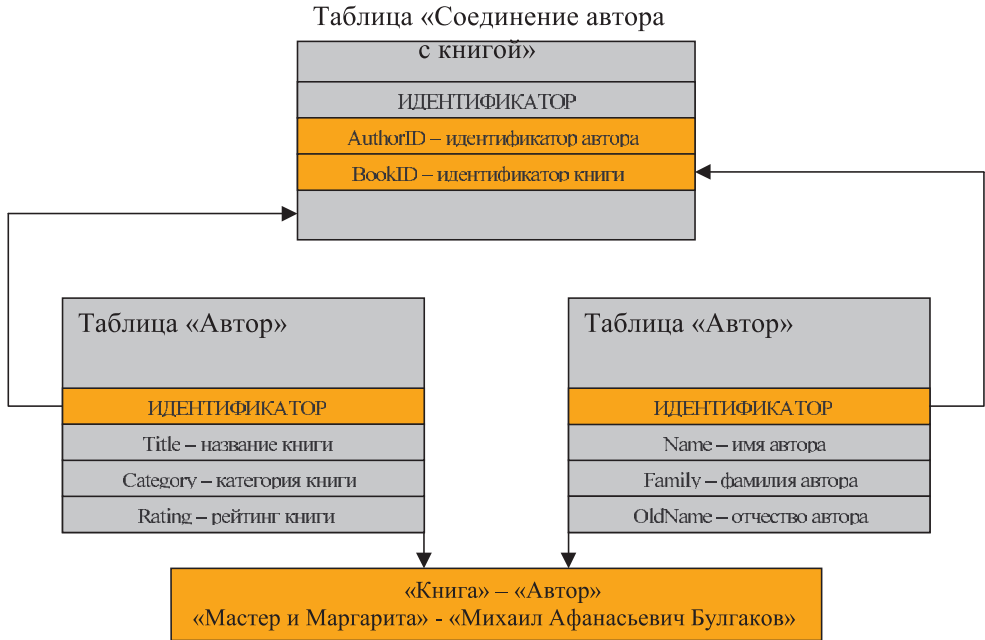 Таблица «Соединение автора
с книгой»
ИДЕНТИФИКАТОР
AuthorID – идентификатор автора
BookID – идентификатор книги
Таблица «Автор»
ИДЕНТИФИКАТОР
Title – название книги
Category – категория книги
Rating – рейтинг книги
Таблица «Автор»
ИДЕНТИФИКАТОР
Name – имя автора
Family – фамилия автора
OldName – отчество автора
«Книга» – «Автор»
«Мастер и Маргарита» - «Михаил Афанасьевич Булгаков»